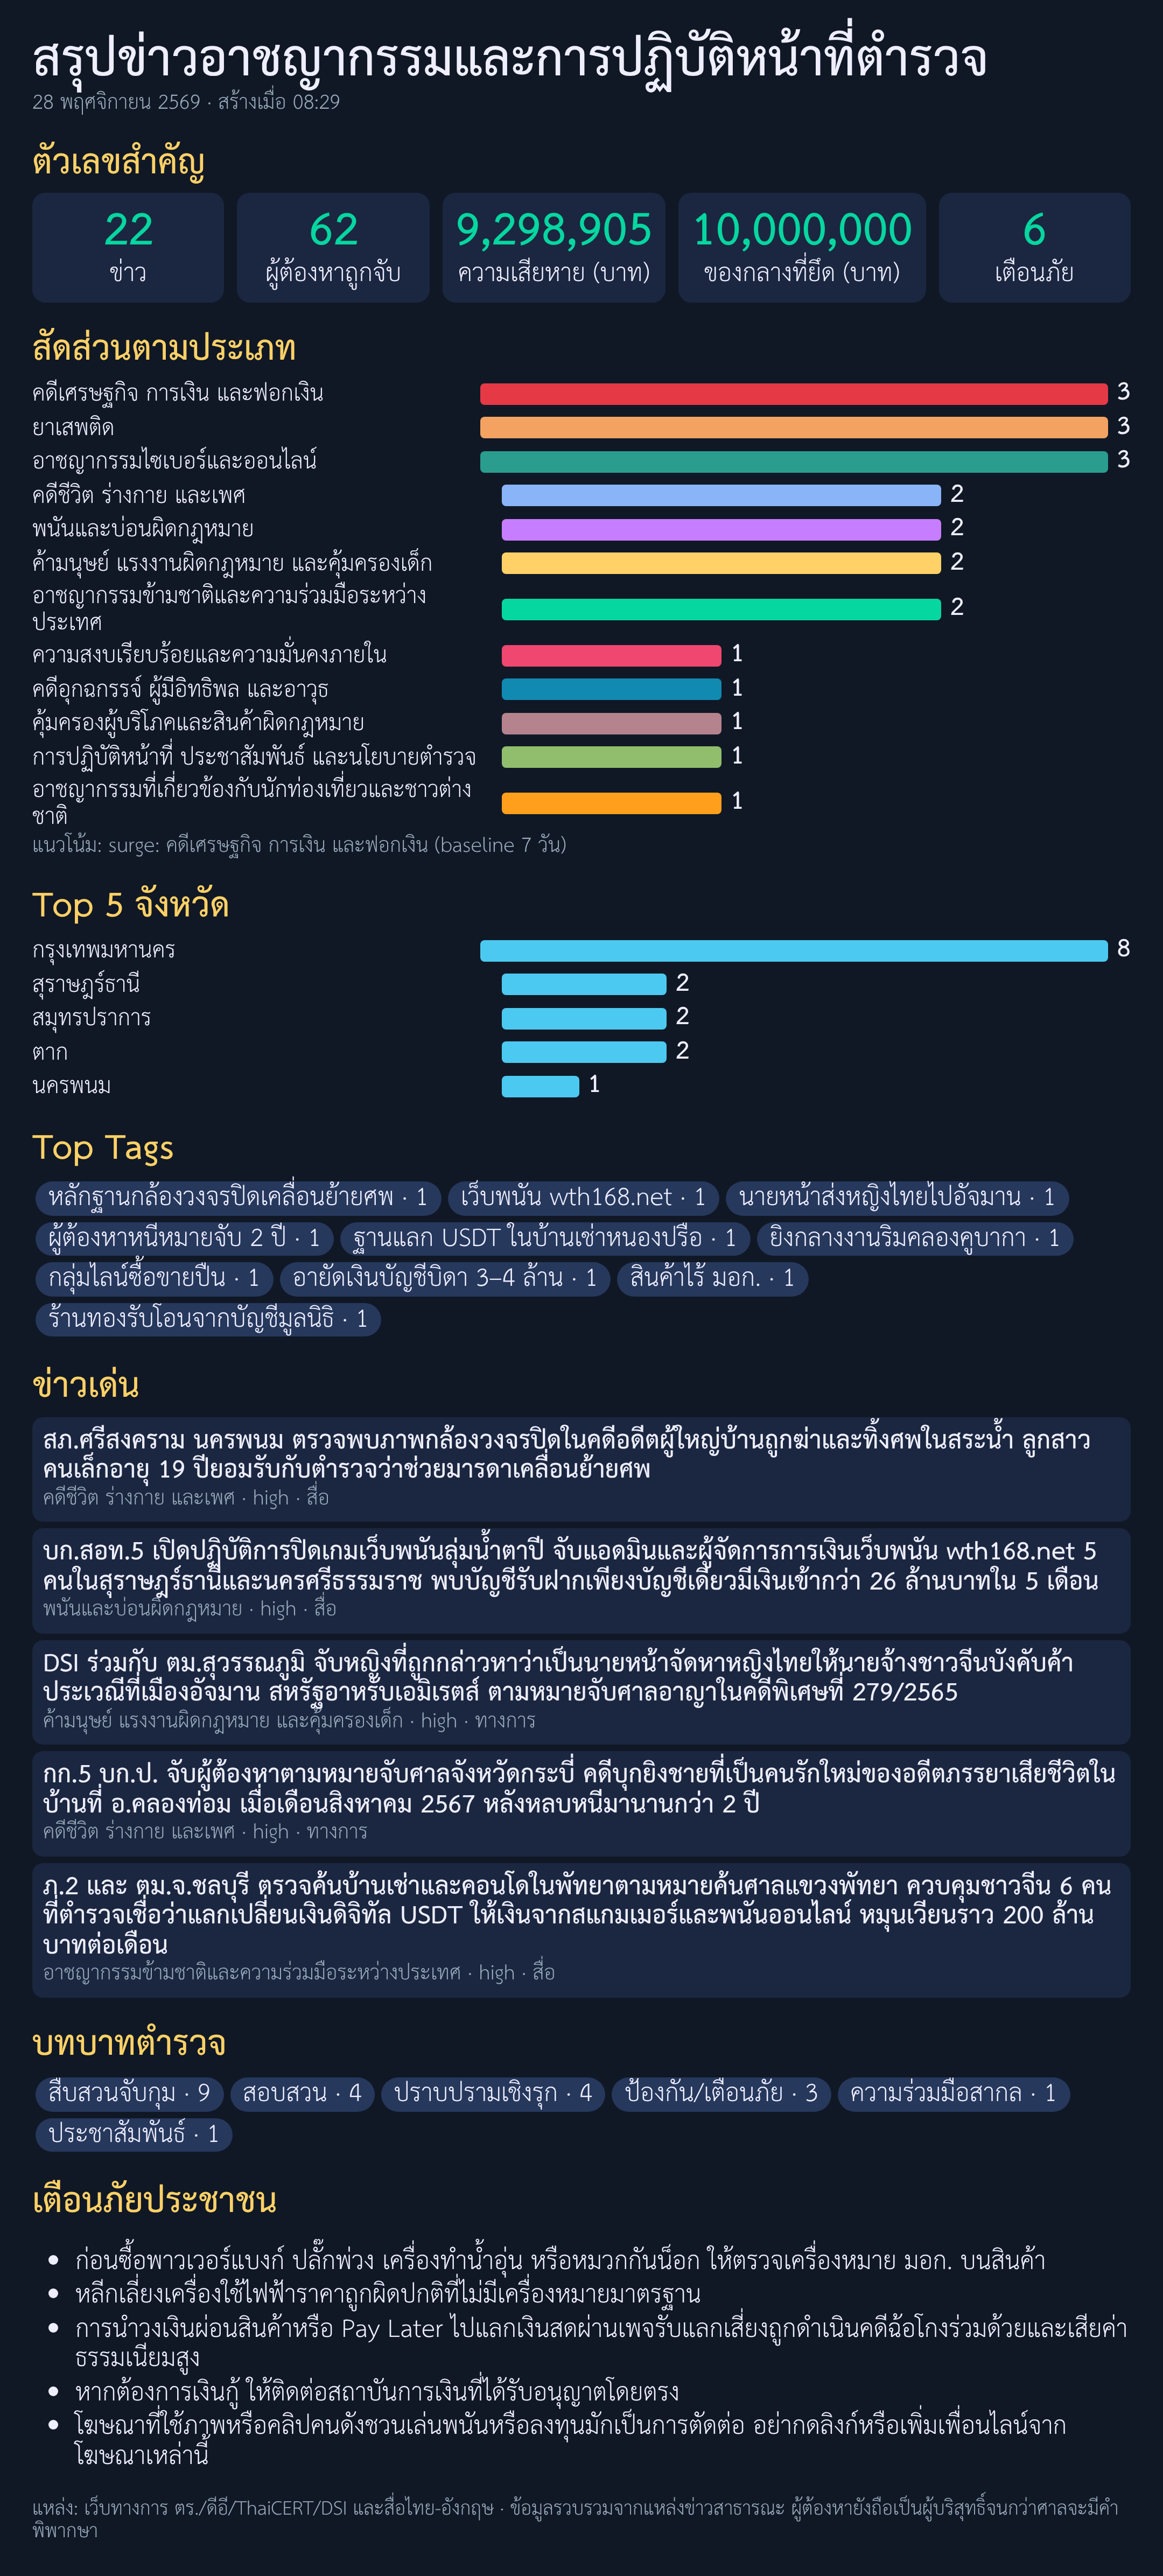 สรุปข่าวอาชญากรรมและการปฏิบัติหน้าที่ตำรวจ
28 พฤศจิกายน 2569 · สร้างเมื่อ 08:29
ตัวเลขสำคัญ
22
ข่าว
62
ผู้ต้องหาถูกจับ
9,298,905
ความเสียหาย (บาท)
10,000,000
ของกลางที่ยึด (บาท)
6
เตือนภัย
สัดส่วนตามประเภท
คดีเศรษฐกิจ การเงิน และฟอกเงิน 3
ยาเสพติด 3
อาชญากรรมไซเบอร์และออนไลน์ 3
คดีชีวิต ร่างกาย และเพศ 2
พนันและบ่อนผิดกฎหมาย 2
ค้ามนุษย์ แรงงานผิดกฎหมาย และคุ้มครองเด็ก 2
อาชญากรรมข้ามชาติและความร่วมมือระหว่าง
ประเทศ 2
ความสงบเรียบร้อยและความมั่นคงภายใน 1
คดีอุกฉกรรจ์ ผู้มีอิทธิพล และอาวุธ 1
คุ้มครองผู้บริโภคและสินค้าผิดกฎหมาย 1
การปฏิบัติหน้าที่ ประชาสัมพันธ์ และนโยบายตำรวจ 1
อาชญากรรมที่เกี่ยวข้องกับนักท่องเที่ยวและชาวต่าง
ชาติ 1
แนวโน้ม: surge: คดีเศรษฐกิจ การเงิน และฟอกเงิน (baseline 7 วัน)
Top 5 จังหวัด
กรุงเทพมหานคร 8
สุราษฎร์ธานี 2
สมุทรปราการ 2
ตาก 2
นครพนม 1
Top Tags
หลักฐานกล้องวงจรปิดเคลื่อนย้ายศพ · 1 เว็บพนัน wth168.net · 1 นายหน้าส่งหญิงไทยไปอัจมาน · 1
ผู้ต้องหาหนีหมายจับ 2 ปี · 1 ฐานแลก USDT ในบ้านเช่าหนองปรือ · 1 ยิงกลางงานริมคลองคูบากา · 1
กลุ่มไลน์ซื้อขายปืน · 1 อายัดเงินบัญชีบิดา 3–4 ล้าน · 1 สินค้าไร้ มอก. · 1
ร้านทองรับโอนจากบัญชีมูลนิธิ · 1
ข่าวเด่น
สภ.ศรีสงคราม นครพนม ตรวจพบภาพกล้องวงจรปิดในคดีอดีตผู้ใหญ่บ้านถูกฆ่าและทิ้งศพในสระน้ำ ลูกสาว
คนเล็กอายุ 19 ปียอมรับกับตำรวจว่าช่วยมารดาเคลื่อนย้ายศพ
คดีชีวิต ร่างกาย และเพศ · high · สื่อ
บก.สอท.5 เปิดปฏิบัติการปิดเกมเว็บพนันลุ่มน้ำตาปี จับแอดมินและผู้จัดการการเงินเว็บพนัน wth168.net 5
คนในสุราษฎร์ธานีและนครศรีธรรมราช พบบัญชีรับฝากเพียงบัญชีเดียวมีเงินเข้ากว่า 26 ล้านบาทใน 5 เดือน
พนันและบ่อนผิดกฎหมาย · high · สื่อ
DSI ร่วมกับ ตม.สุวรรณภูมิ จับหญิงที่ถูกกล่าวหาว่าเป็นนายหน้าจัดหาหญิงไทยให้นายจ้างชาวจีนบังคับค้า
ประเวณีที่เมืองอัจมาน สหรัฐอาหรับเอมิเรตส์ ตามหมายจับศาลอาญาในคดีพิเศษที่ 279/2565
ค้ามนุษย์ แรงงานผิดกฎหมาย และคุ้มครองเด็ก · high · ทางการ
กก.5 บก.ป. จับผู้ต้องหาตามหมายจับศาลจังหวัดกระบี่ คดีบุกยิงชายที่เป็นคนรักใหม่ของอดีตภรรยาเสียชีวิตใน
บ้านที่ อ.คลองท่อม เมื่อเดือนสิงหาคม 2567 หลังหลบหนีมานานกว่า 2 ปี
คดีชีวิต ร่างกาย และเพศ · high · ทางการ
ภ.2 และ ตม.จ.ชลบุรี ตรวจค้นบ้านเช่าและคอนโดในพัทยาตามหมายค้นศาลแขวงพัทยา ควบคุมชาวจีน 6 คน
ที่ตำรวจเชื่อว่าแลกเปลี่ยนเงินดิจิทัล USDT ให้เงินจากสแกมเมอร์และพนันออนไลน์ หมุนเวียนราว 200 ล้าน
บาทต่อเดือน
อาชญากรรมข้ามชาติและความร่วมมือระหว่างประเทศ · high · สื่อ
บทบาทตำรวจ
สืบสวนจับกุม · 9 สอบสวน · 4 ปราบปรามเชิงรุก · 4 ป้องกัน/เตือนภัย · 3 ความร่วมมือสากล · 1
ประชาสัมพันธ์ · 1
เตือนภัยประชาชน
• ก่อนซื้อพาวเวอร์แบงก์ ปลั๊กพ่วง เครื่องทำน้ำอุ่น หรือหมวกกันน็อก ให้ตรวจเครื่องหมาย มอก. บนสินค้า
• หลีกเลี่ยงเครื่องใช้ไฟฟ้าราคาถูกผิดปกติที่ไม่มีเครื่องหมายมาตรฐาน
• การนำวงเงินผ่อนสินค้าหรือ Pay Later ไปแลกเงินสดผ่านเพจรับแลกเสี่ยงถูกดำเนินคดีฉ้อโกงร่วมด้วยและเสียค่า
ธรรมเนียมสูง
• หากต้องการเงินกู้ ให้ติดต่อสถาบันการเงินที่ได้รับอนุญาตโดยตรง
• โฆษณาที่ใช้ภาพหรือคลิปคนดังชวนเล่นพนันหรือลงทุนมักเป็นการตัดต่อ อย่ากดลิงก์หรือเพิ่มเพื่อนไลน์จาก
โฆษณาเหล่านี้
แหล่ง: เว็บทางการ ตร./ดีอี/ThaiCERT/DSI และสื่อไทย-อังกฤษ · ข้อมูลรวบรวมจากแหล่งข่าวสาธารณะ ผู้ต้องหายังถือเป็นผู้บริสุทธิ์จนกว่าศาลจะมีคำ
พิพากษา